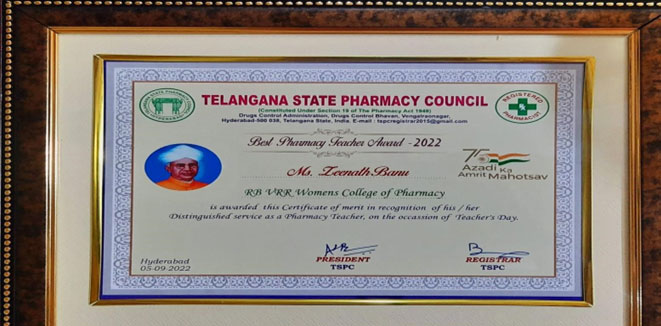 TELANGANA STATE PHARMACY COUNCIL
(Constituted Under Section 19 of The Pharmacy Act 1948)
Drugs Control Administration, Drugs Control Bhavan, Vengalraonagar,
Hyderabad-500 038, Telangana State, India. E-mail : tspcregistrar2015@gmail.com
REGISTERED
PHARMACIST
Best Pharmacy Teacher Award -2022
75
Azadi Ka
Amrit Mahotsav
Ms. Zeenath Banu
RB VRR Womens College of Pharmacy
is awarded this Certificate of merit in recognition of his / her
Distinguished service as a Pharmacy Teacher, on the occassion of Teacher's Day.
Hyderabad
05-09-2022
PRESIDENT
TSPC
REGISTRAR
TSPC